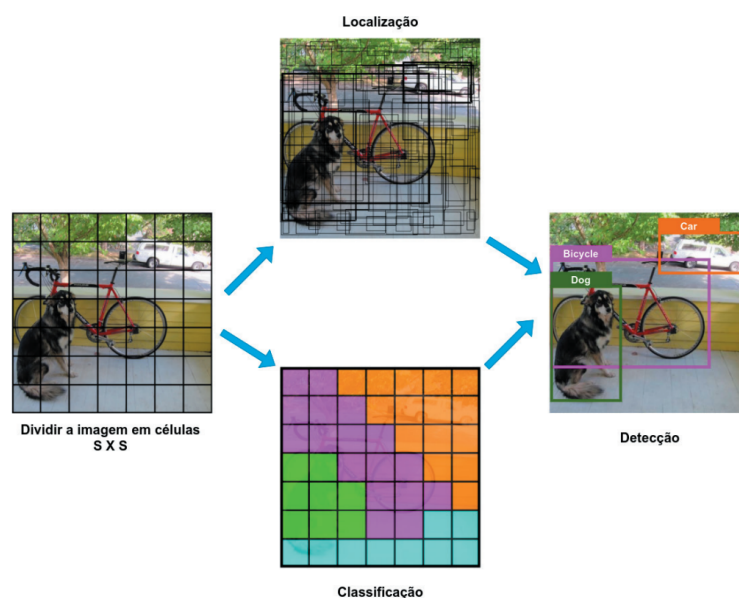 Localização
Dividir a imagem em células
S X S
Car
Bicycle
Dog
Detecção
Classificação